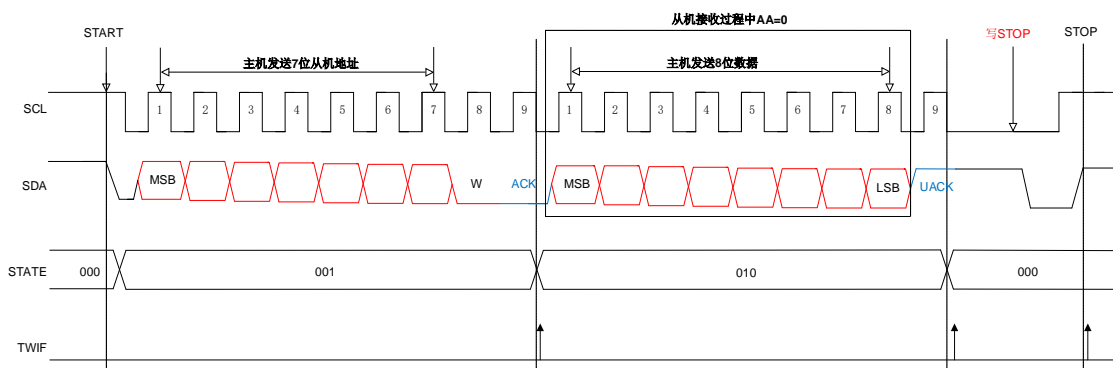 从机接收过程中AA=0
START
写STOP
STOP
主机发送7位从机地址
主机发送8位数据
SCL
1 2 3 4 5 6 7 8 9 1 2 3 4 5 6 7 8 9
SDA
MSB W ACK MSB LSB UACK
STATE
000 001 010 000
TWIF